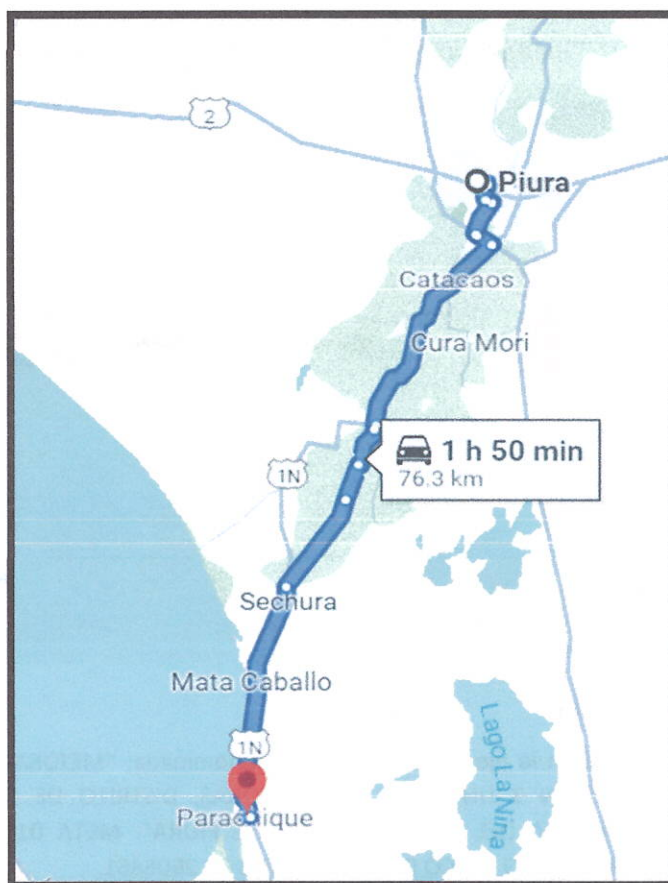 2
Piura
Catacaos
Cura Mori
1 h 50 min
76.3 km
1N
Sechura
Mata Caballo
1N
Lago La Niña